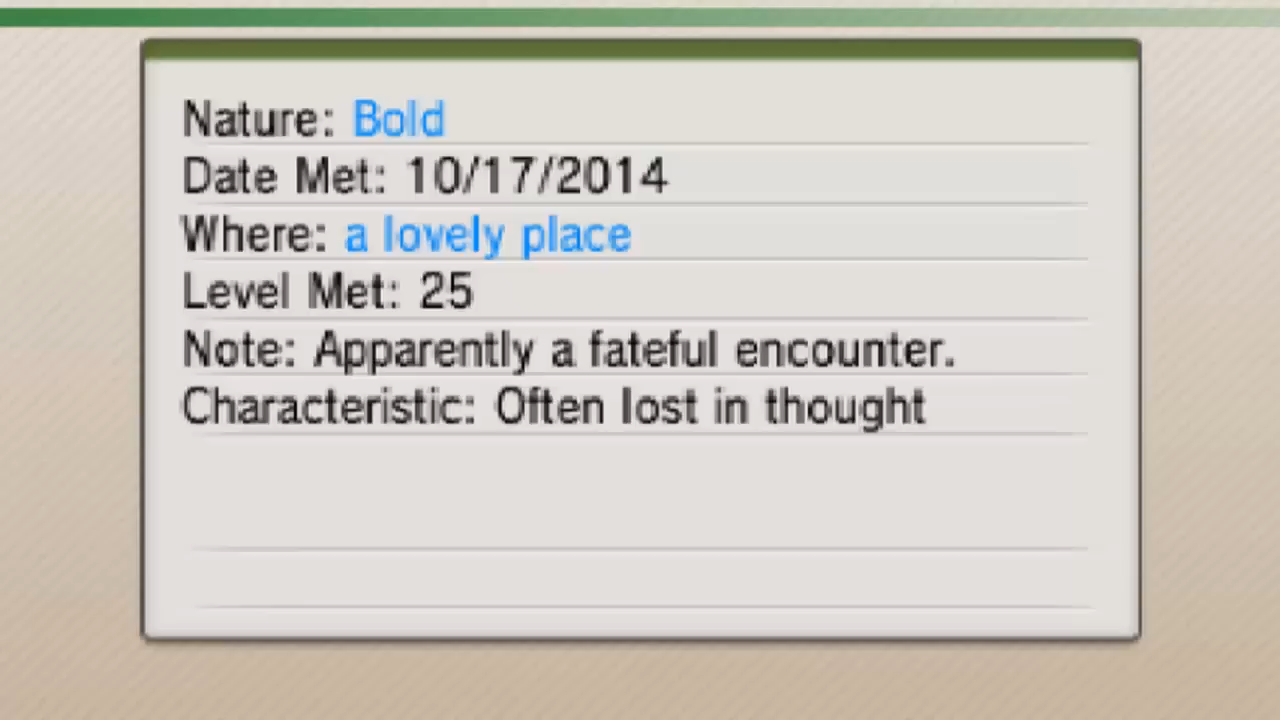 Nature: Bold
Date Met: 10/17/2014
Where: a lovely place
Level Met: 25
Note: Apparently a fateful encounter.
Characteristic: Often lost in thought